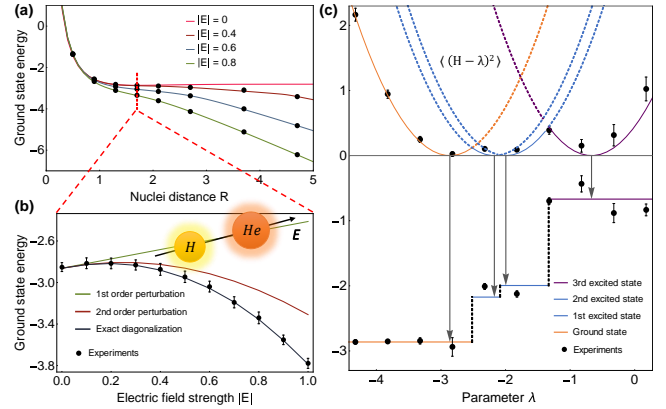 (a)
|E| = 0
|E| = 0.4
|E| = 0.6
|E| = 0.8
Ground state energy
0
−2
−4
−6
0 1 2 3 4 5
Nuclei distance R
(b)
H
He
E
Ground state energy
−2.6
−3.0
−3.4
−3.8
1st order perturbation
2nd order perturbation
Exact diagonalization
Experiments
0.0 0.2 0.4 0.6 0.8 1.0
Electric field strength |E|
(c)
2
1
0
−1
−2
−3
⟨ (H − λ)² ⟩
3rd excited state
2nd excited state
1st excited state
Ground state
Experiments
−4 −3 −2 −1 0
Parameter λ